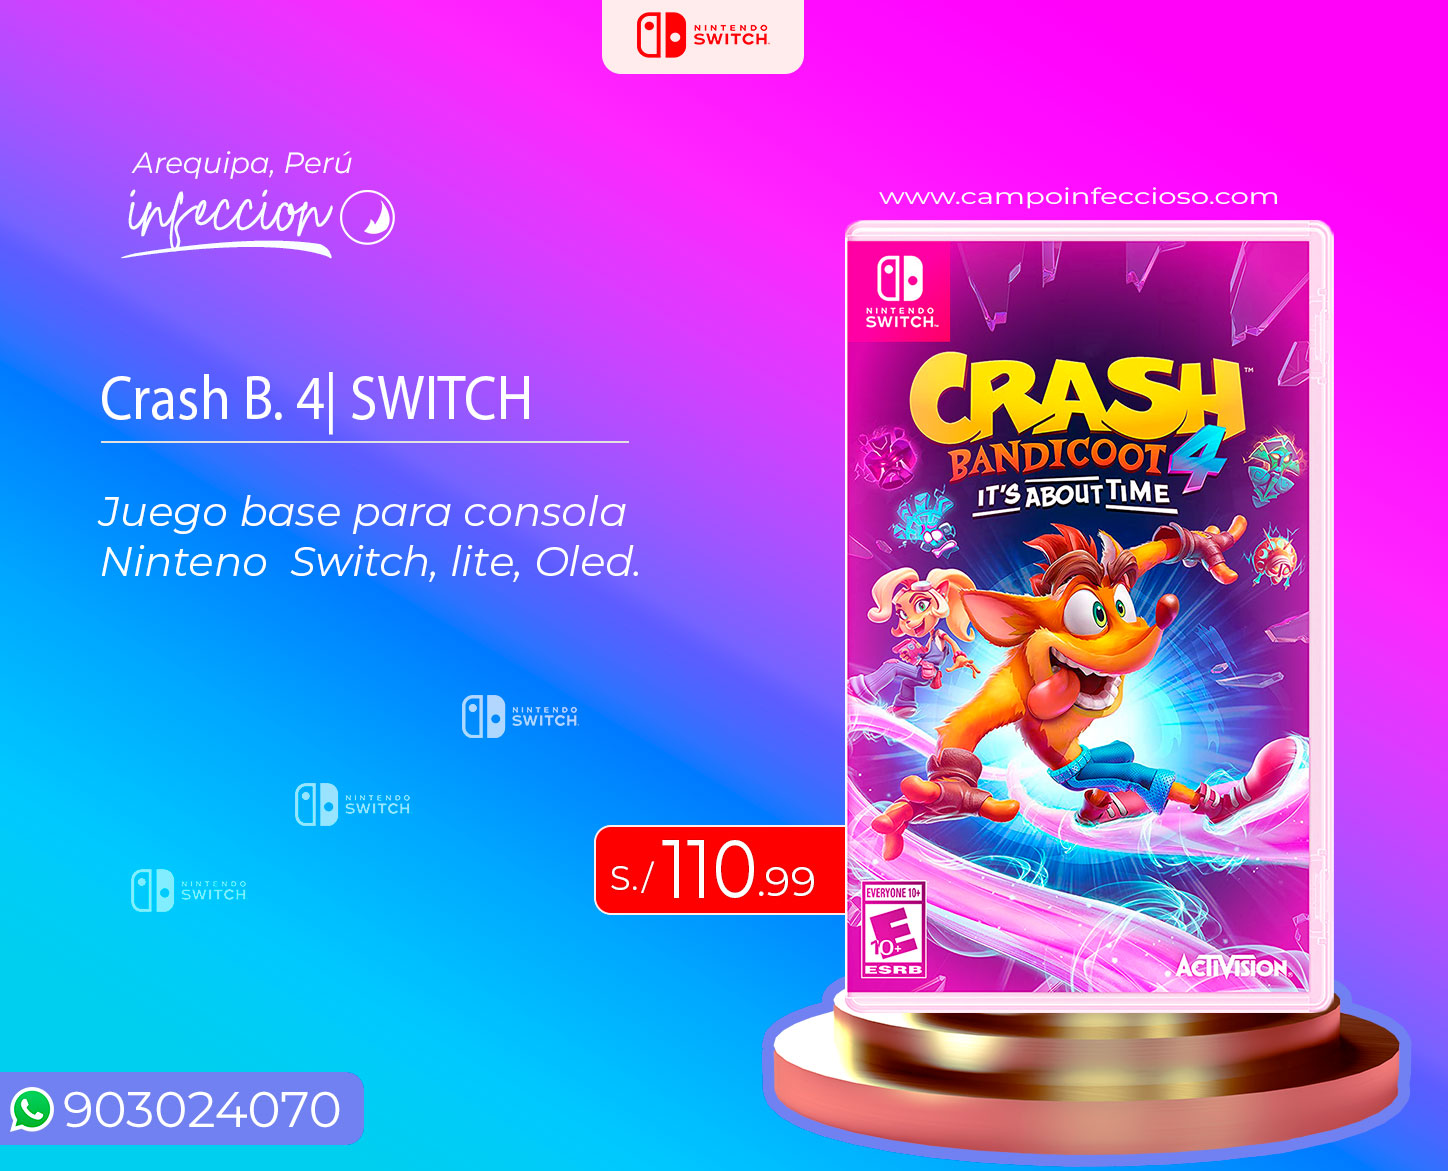 NINTENDO
SWITCH
Arequipa, Perú
infeccion
www.campoinfeccioso.com
NINTENDO
SWITCH™
CRASH™
BANDICOOT 4
IT'S ABOUT TIME
Crash B. 4| SWITCH
Juego base para consola
Ninteno Switch, lite, Oled.
NINTENDO
SWITCH
NINTENDO
SWITCH
NINTENDO
SWITCH
S./110.99
EVERYONE 10+
E
10+
ESRB
ACTIVISION®
903024070